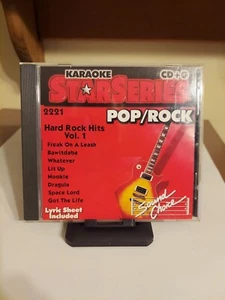 KARAOKE
CD+G
STARSERIES
2221
POP/ROCK
Hard Rock Hits
Vol. 1
Freak On A Leash
Bawitdaba
Whatever
Lit Up
Nookie
Dragula
Space Lord
Got The Life
Lyric Sheet
Included
Sound
Choice